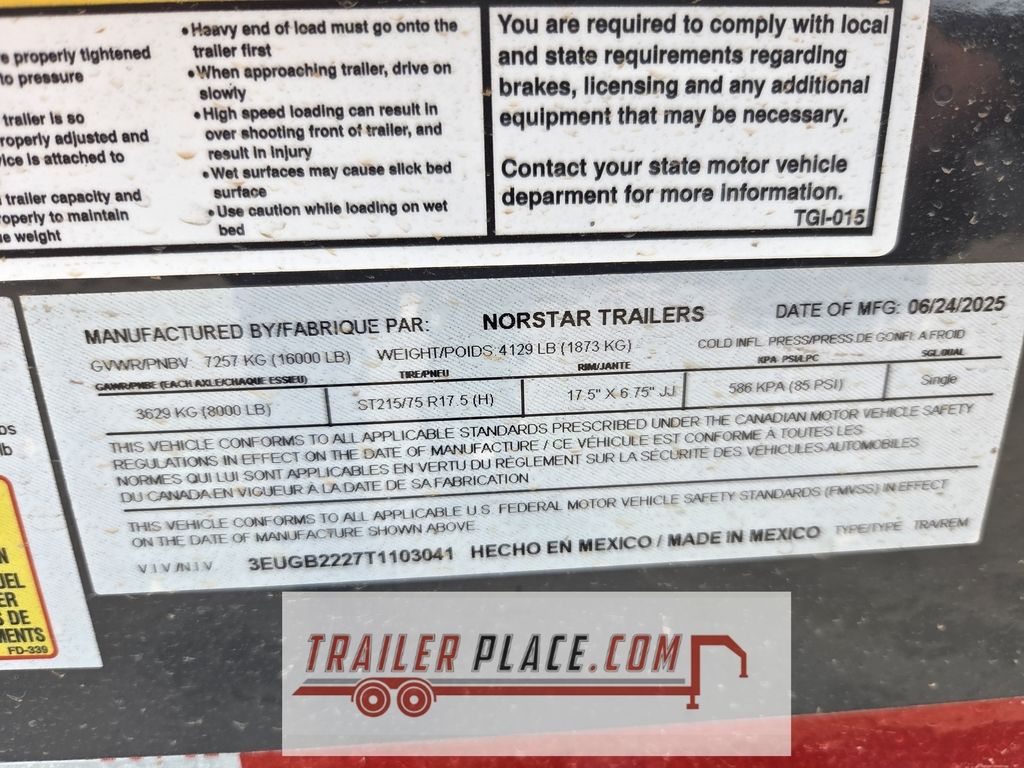 e properly tightened
to pressure
trailer is so
roperly adjusted and
vice is attached to
trailer capacity and
roperly to maintain
e weight
•Heavy end of load must go onto the
trailer first
•When approaching trailer, drive on
slowly
•High speed loading can result in
over shooting front of trailer, and
result in injury
•Wet surfaces may cause slick bed
surface
•Use caution while loading on wet
bed
You are required to comply with local
and state requirements regarding
brakes, licensing and any additional
equipment that may be necessary.
Contact your state motor vehicle
deparment for more information.
TGI-015
MANUFACTURED BY/FABRIQUE PAR: NORSTAR TRAILERS DATE OF MFG: 06/24/2025
GVWR/PNBV 7257 KG (16000 LB) WEIGHT/POIDS: 4129 LB (1873 KG) COLD INFL. PRESS/PRESS DE GONFL A FROID
GAWR/PNBE (EACH AXLE/CHAQUE ESSIEU) TIRE/PNEU RIM/JANTE KPA PSI/LPC SGL/DUAL
3629 KG (8000 LB) ST215/75 R17.5 (H) 17.5" X 6.75" JJ 586 KPA (85 PSI) Single
THIS VEHICLE CONFORMS TO ALL APPLICABLE STANDARDS PRESCRIBED UNDER THE CANADIAN MOTOR VEHICLE SAFETY
REGULATIONS IN EFFECT ON THE DATE OF MANUFACTURE / CE VÉHICULE EST CONFORME À TOUTES LES
NORMES QUI LUI SONT APPLICABLES EN VERTU DU RÈGLEMENT SUR LA SÉCURITÉ DES VÉHICULES AUTOMOBILES
DU CANADA EN VIGUEUR À LA DATE DE SA FABRICATION
THIS VEHICLE CONFORMS TO ALL APPLICABLE U.S. FEDERAL MOTOR VEHICLE SAFETY STANDARDS (FMVSS) IN EFFECT
ON THE DATE OF MANUFACTURE SHOWN ABOVE
V I V /N I V 3EUGB2227T1103041 HECHO EN MEXICO / MADE IN MEXICO TYPE/TYPE TRA/REM
OS
lb
N
UEL
ER
S DE
MENTS
FD-339
TRAILER PLACE.COM